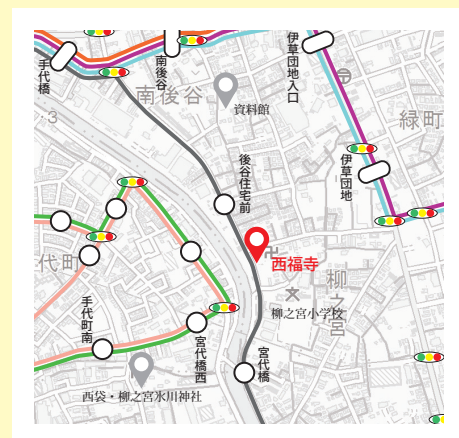 手代橋
南後谷
伊草団地入口
南後谷
資料館
緑町
3
後谷住宅前
伊草団地
西福寺
代町
柳之宮
柳之宮小学校
手代町南
宮代橋西
宮代橋
西袋・柳之宮氷川神社